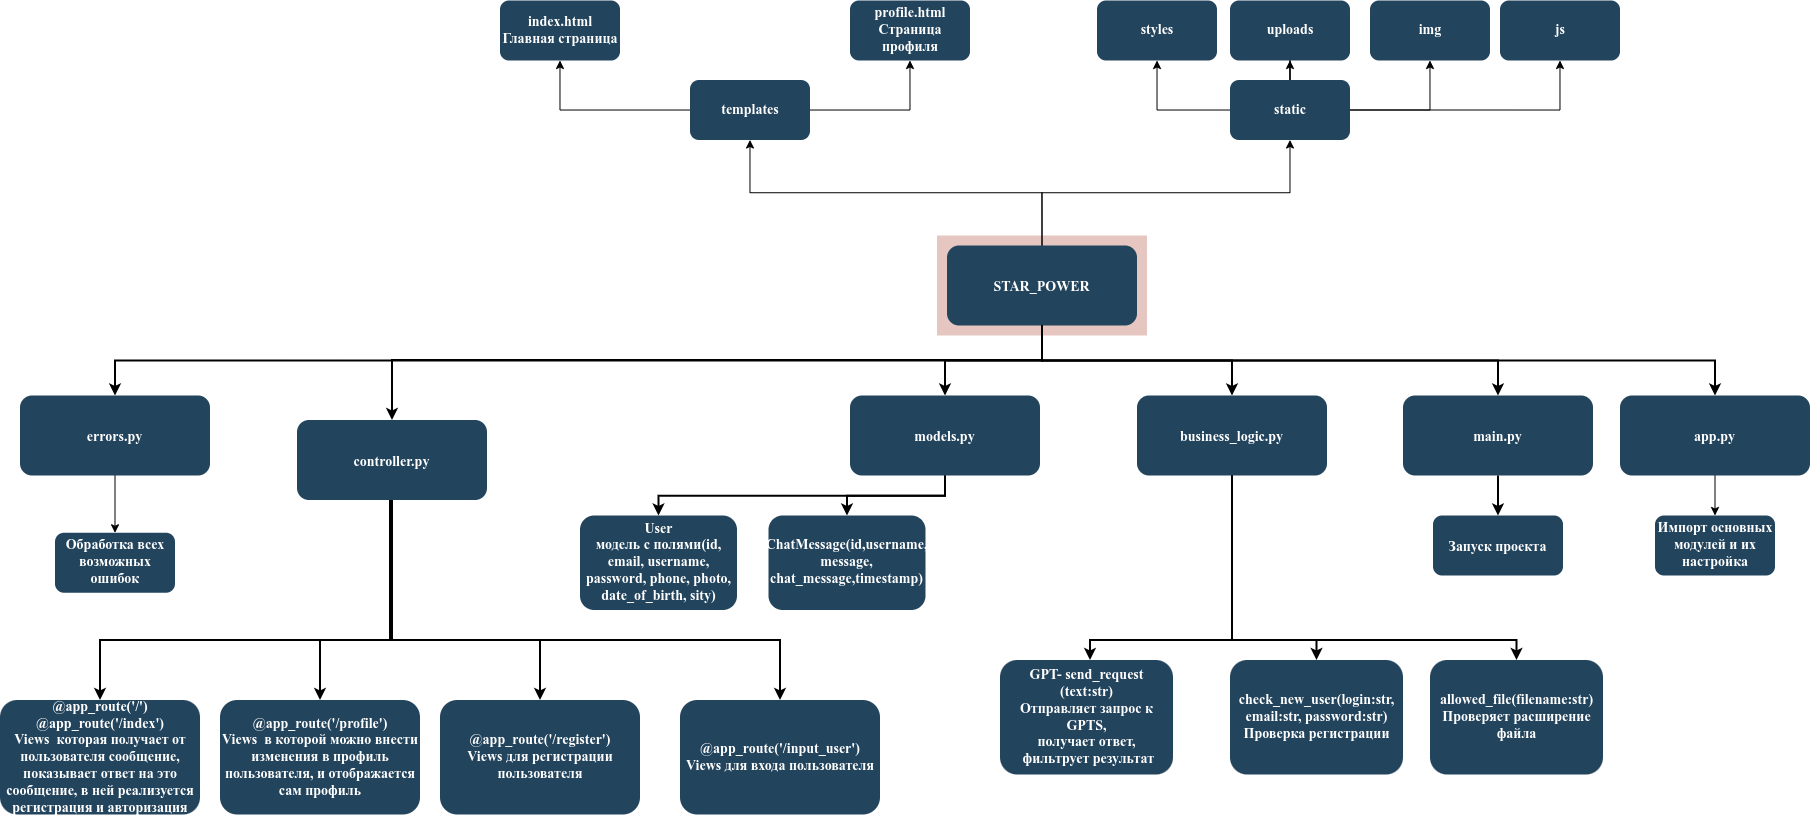 index.html
Главная страница
profile.html
Страница
профиля
styles
uploads
img
js
templates
static
STAR_POWER
errors.py
controller.py
models.py
business_logic.py
main.py
app.py
Обработка всех
возможных
ошибок
User
модель с полями(id,
email, username,
password, phone, photo,
date_of_birth, sity)
ChatMessage(id,username,
message,
chat_message,timestamp)
Запуск проекта
Импорт основных
модулей и их
настройка
@app_route('/')
@app_route('/index')
Views  которая получает от
пользователя сообщение,
показывает ответ на это
сообщение, в ней реализуется
регистрация и авторизация
@app_route('/profile')
Views  в которой можно внести
изменения в профиль
пользователя, и отображается
сам профиль
@app_route('/register')
Views для регистрации
пользователя
@app_route('/input_user')
Views для входа пользователя
GPT- send_request
(text:str)
Отправляет запрос к
GPTS,
получает ответ,
фильтрует результат
check_new_user(login:str,
email:str, password:str)
Проверка регистрации
allowed_file(filename:str)
Проверяет расширение
файла